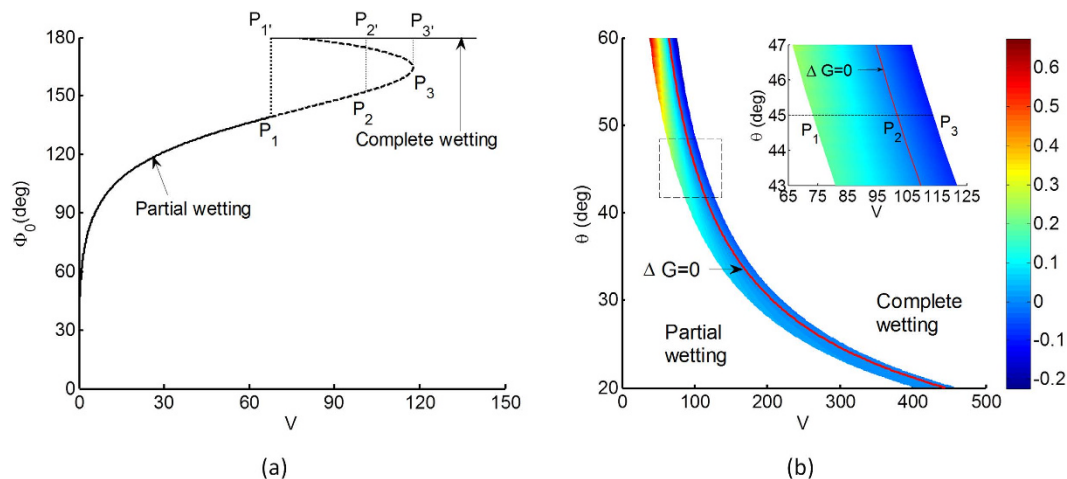 P1' P2' P3'
180
150
120
90
60
30
0
P1
P2
P3
Complete wetting
Partial wetting
Φ0(deg)
0 30 60 90 120 150
V
(a)
60
50
40
30
20
θ (deg)
0 100 200 300 400 500
V
Δ G=0
Partial
wetting
Complete
wetting
47
46
45
44
43
θ (deg)
Δ G=0
P1
P2
P3
65 75 85 95 105 115 125
V
0.6
0.5
0.4
0.3
0.2
0.1
0
-0.1
-0.2
(b)